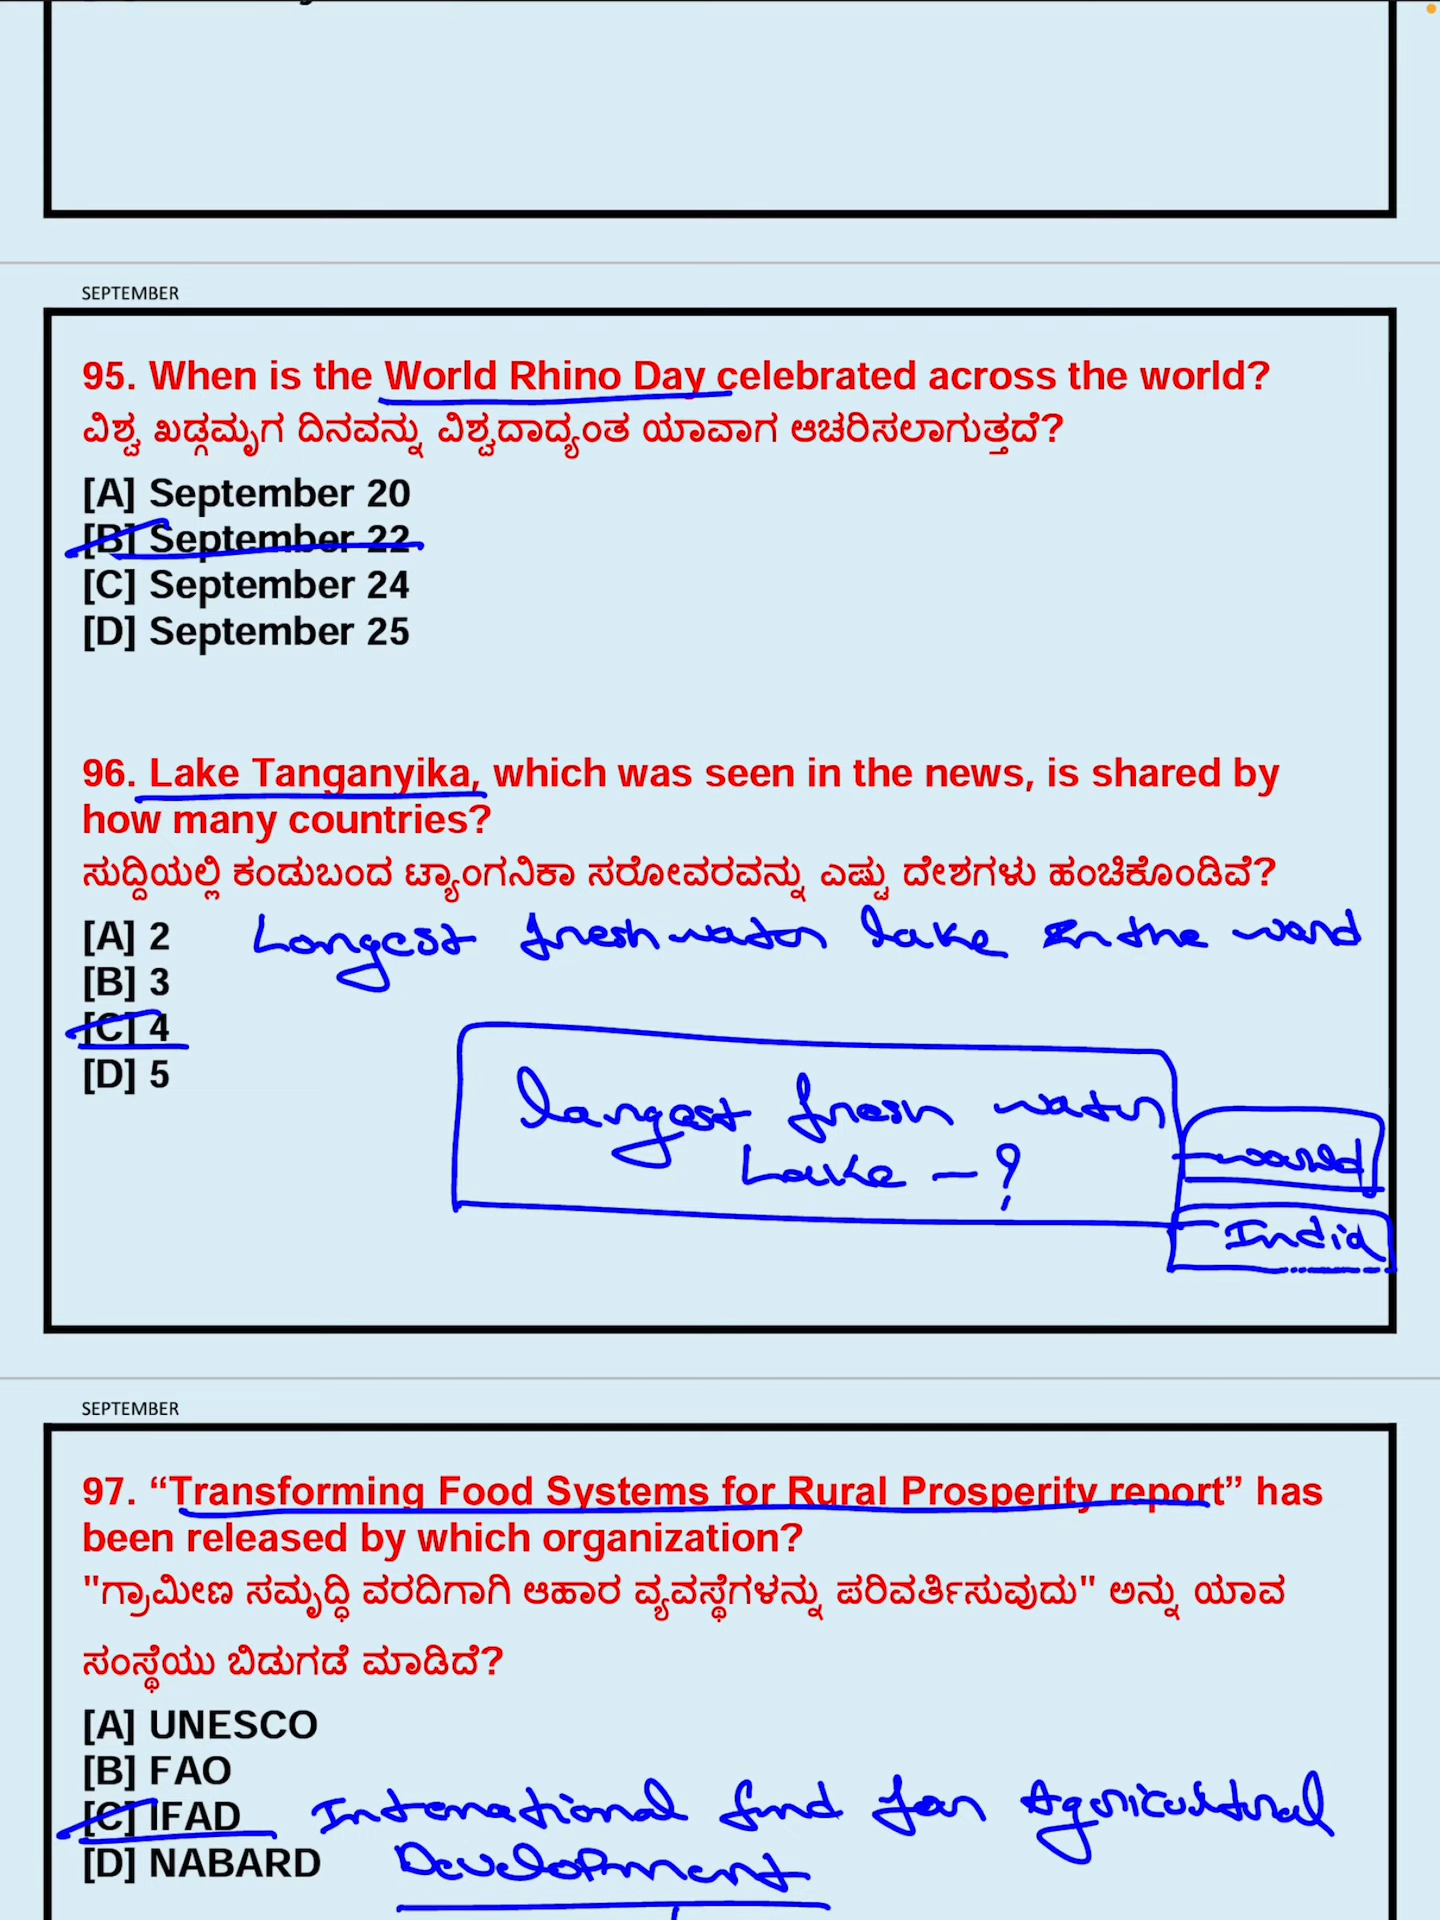 SEPTEMBER
95. When is the World Rhino Day celebrated across the world?
ವಿಶ್ವ ಖಡ್ಗಮೃಗ ದಿನವನ್ನು ವಿಶ್ವದಾದ್ಯಂತ ಯಾವಾಗ ಆಚರಿಸಲಾಗುತ್ತದೆ?
[A] September 20
[B] September 22
[C] September 24
[D] September 25
96. Lake Tanganyika, which was seen in the news, is shared by
how many countries?
ಸುದ್ದಿಯಲ್ಲಿ ಕಂಡುಬಂದ ಟ್ಯಾಂಗನಿಕಾ ಸರೋವರವನ್ನು ಎಷ್ಟು ದೇಶಗಳು ಹಂಚಿಕೊಂಡಿವೆ?
[A] 2 Longest fresh water lake In the
[B] 3
[C] 4
[D] 5
largest fresh water
Lake – ?
world
India
SEPTEMBER
97. “Transforming Food Systems for Rural Prosperity report” has
been released by which organization?
"ಗ್ರಾಮೀಣ ಸಮೃದ್ಧಿ ವರದಿಗಾಗಿ ಆಹಾರ ವ್ಯವಸ್ಥೆಗಳನ್ನು ಪರಿವರ್ತಿಸುವುದು" ಅನ್ನು ಯಾವ
ಸಂಸ್ಥೆಯು ಬಿಡುಗಡೆ ಮಾಡಿದೆ?
[A] UNESCO
[B] FAO
[C] IFAD International fund for Agricultural
[D] NABARD Development